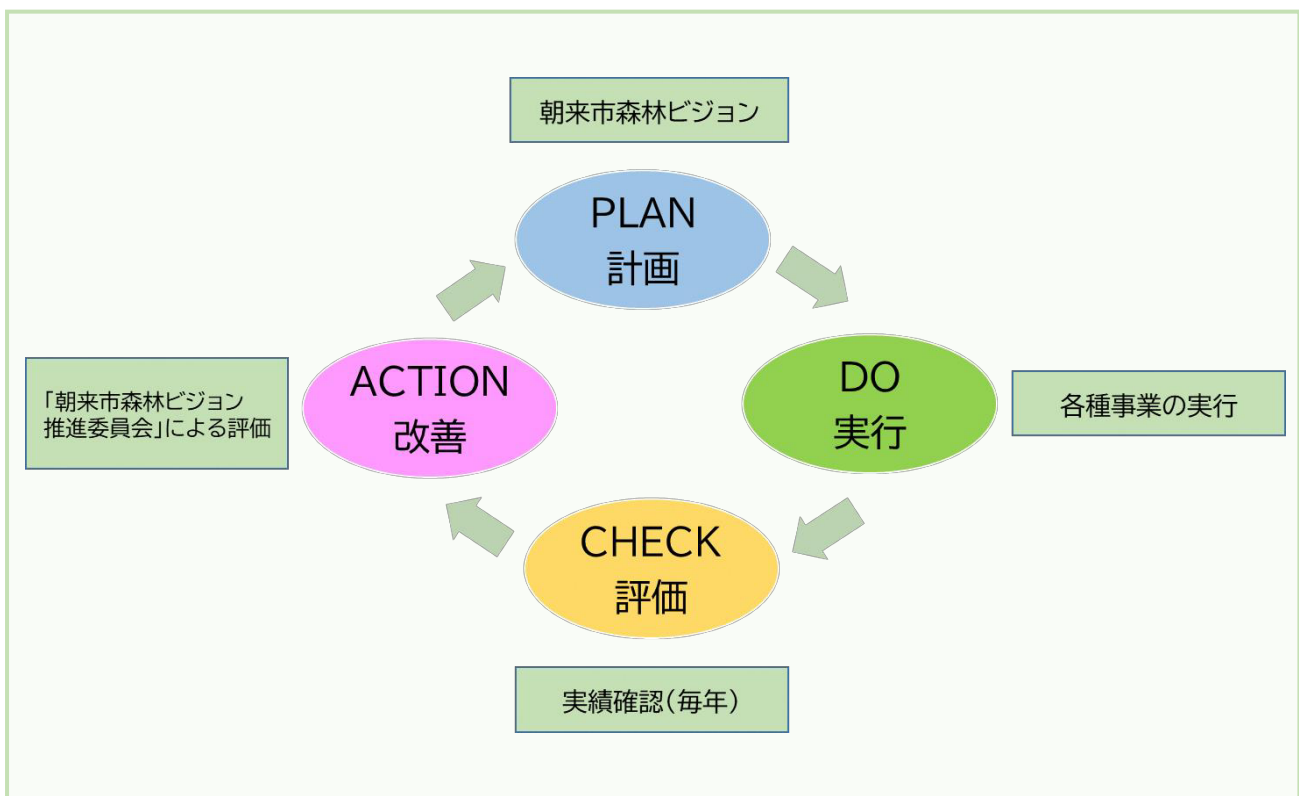 朝来市森林ビジョン
PLAN
計画
DO
実行
各種事業の実行
CHECK
評価
実績確認(毎年)
ACTION
改善
「朝来市森林ビジョン
推進委員会」による評価